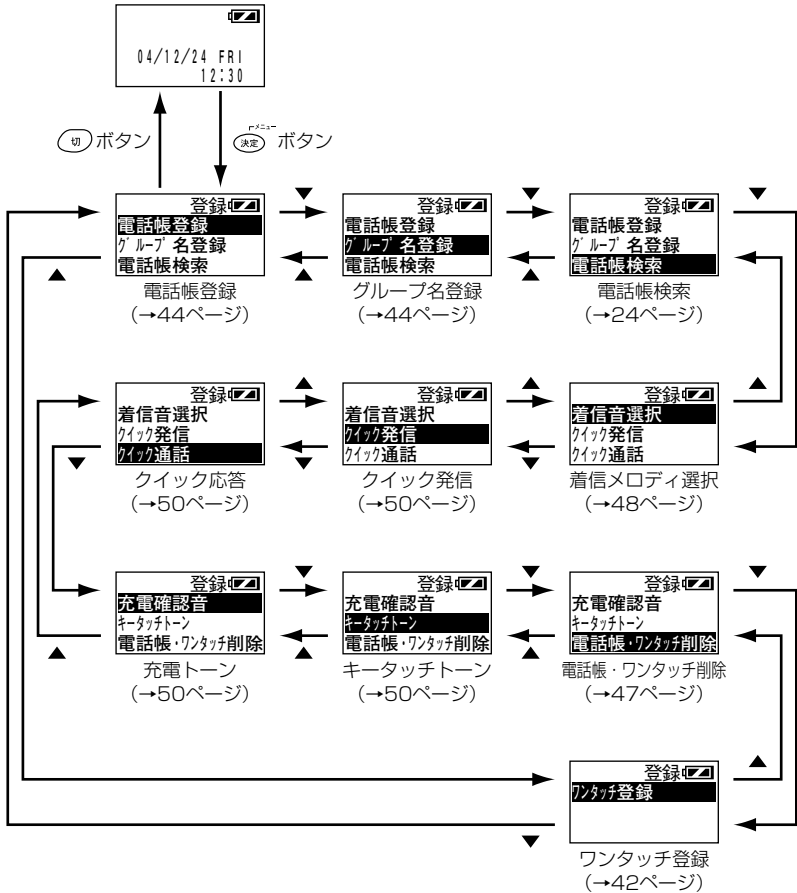 04/12/24 FRI
12:30
切 ボタン
メニュー
決定 ボタン
登録
電話帳登録
グループ名登録
電話帳検索
電話帳登録
(→44ページ)
▼
▲
登録
電話帳登録
グループ名登録
電話帳検索
グループ名登録
(→44ページ)
▼
▲
登録
電話帳登録
グループ名登録
電話帳検索
電話帳検索
(→24ページ)
▼
▲
登録
着信音選択
クイック発信
クイック通話
クイック応答
(→50ページ)
▼
▲
登録
着信音選択
クイック発信
クイック通話
クイック発信
(→50ページ)
▲
▼
登録
着信音選択
クイック発信
クイック通話
着信メロディ選択
(→48ページ)
▲
▼
登録
充電確認音
キータッチトーン
電話帳・ワンタッチ削除
充電トーン
(→50ページ)
▲
▼
登録
充電確認音
キータッチトーン
電話帳・ワンタッチ削除
キータッチトーン
(→50ページ)
▼
▲
登録
充電確認音
キータッチトーン
電話帳・ワンタッチ削除
電話帳・ワンタッチ削除
(→47ページ)
▼
▲
登録
ワンタッチ登録
ワンタッチ登録
(→42ページ)
▼